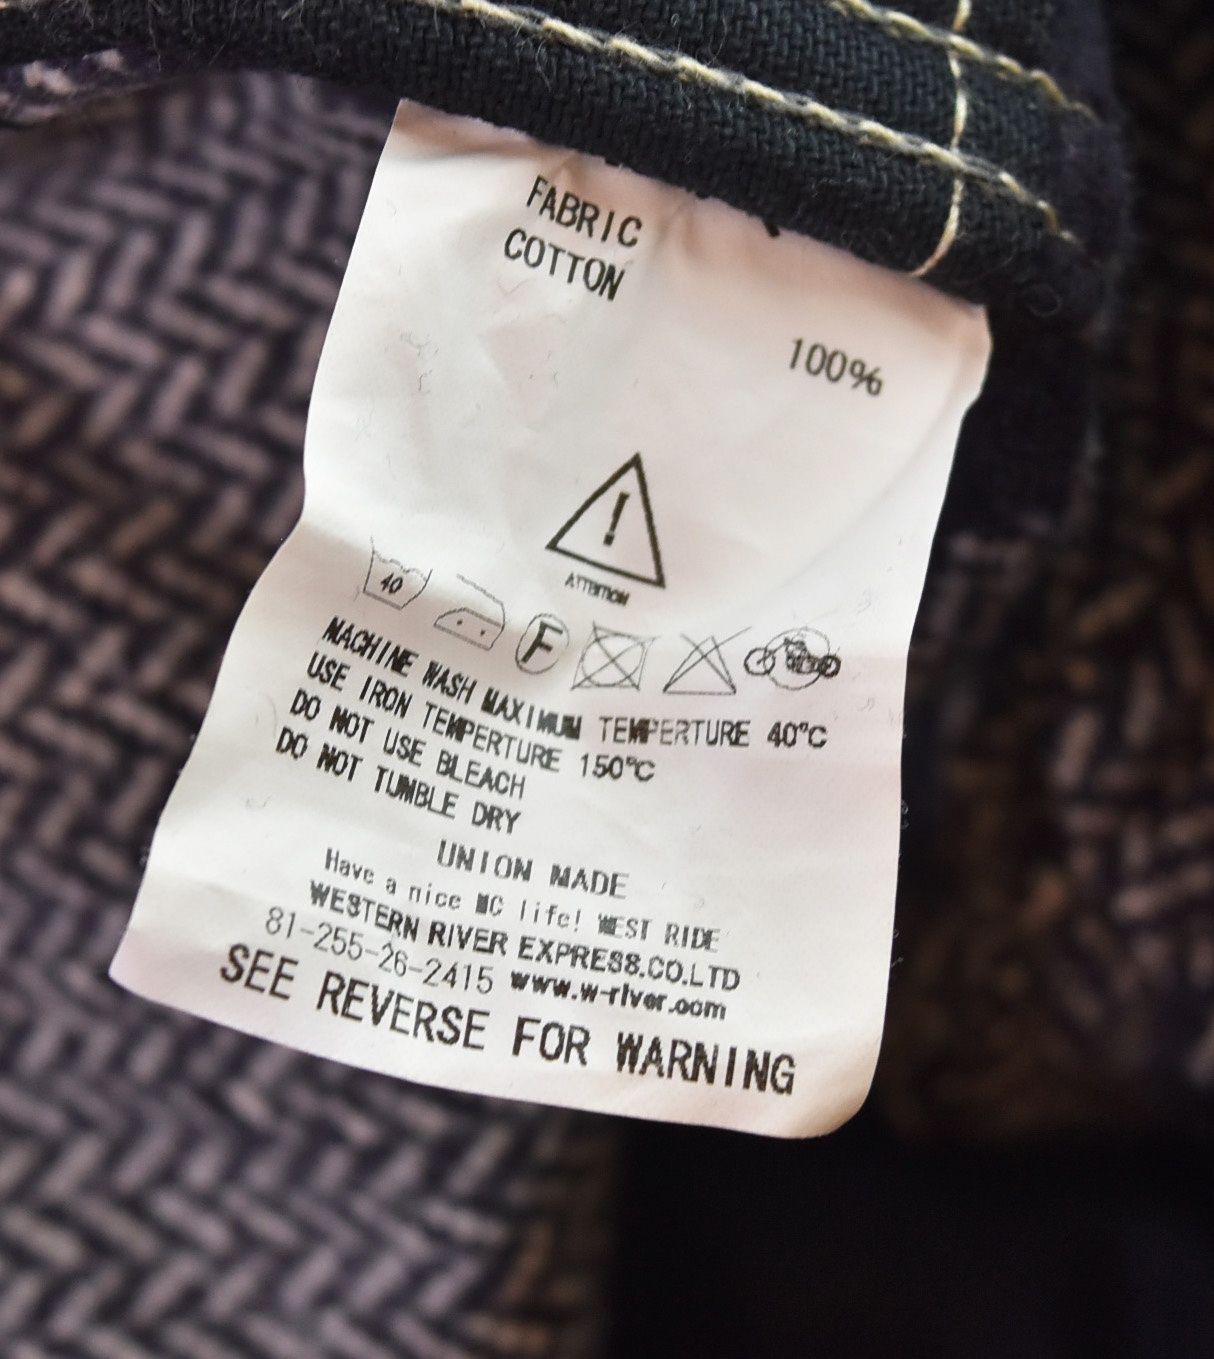 FABRIC
COTTON
100%
!
ATTENTION
40
F
MACHINE WASH MAXIMUM TEMPERTURE 40℃
USE IRON TEMPERTURE 150℃
DO NOT USE BLEACH
DO NOT TUMBLE DRY
UNION MADE
Have a nice MC life! WEST RIDE
WESTERN RIVER EXPRESS.CO.LTD
81-255-26-2415 www.w-river.com
SEE REVERSE FOR WARNING